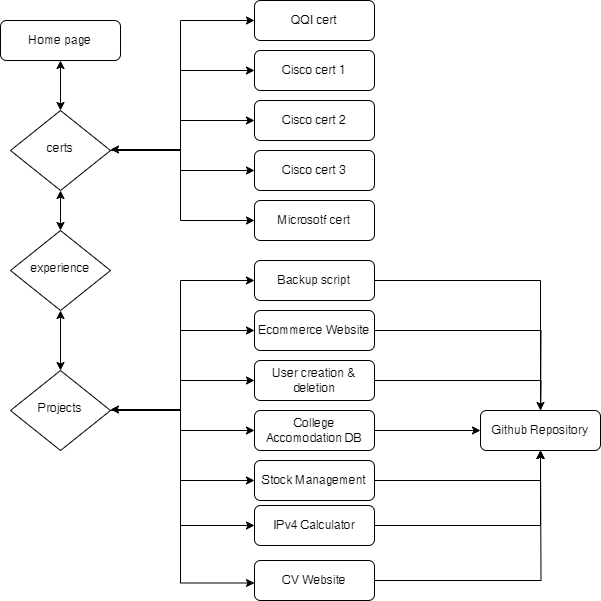 QQI cert
Home page
Cisco cert 1
Cisco cert 2
certs
Cisco cert 3
Microsotf cert
experience
Backup script
Ecommerce Website
User creation &
deletion
Projects
College
Accomodation DB
Github Repository
Stock Management
IPv4 Calculator
CV Website